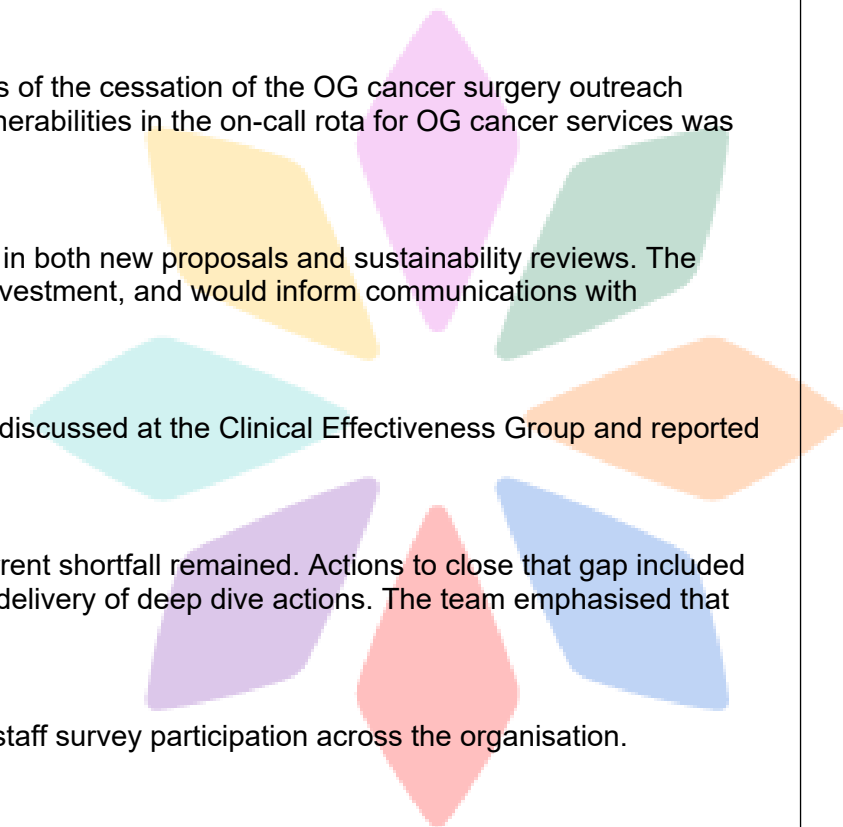 s of the cessation of the OG cancer surgery outreach
nerabilities in the on-call rota for OG cancer services was
in both new proposals and sustainability reviews. The
vestment, and would inform communications with
discussed at the Clinical Effectiveness Group and reported
rent shortfall remained. Actions to close that gap included
delivery of deep dive actions. The team emphasised that
staff survey participation across the organisation.